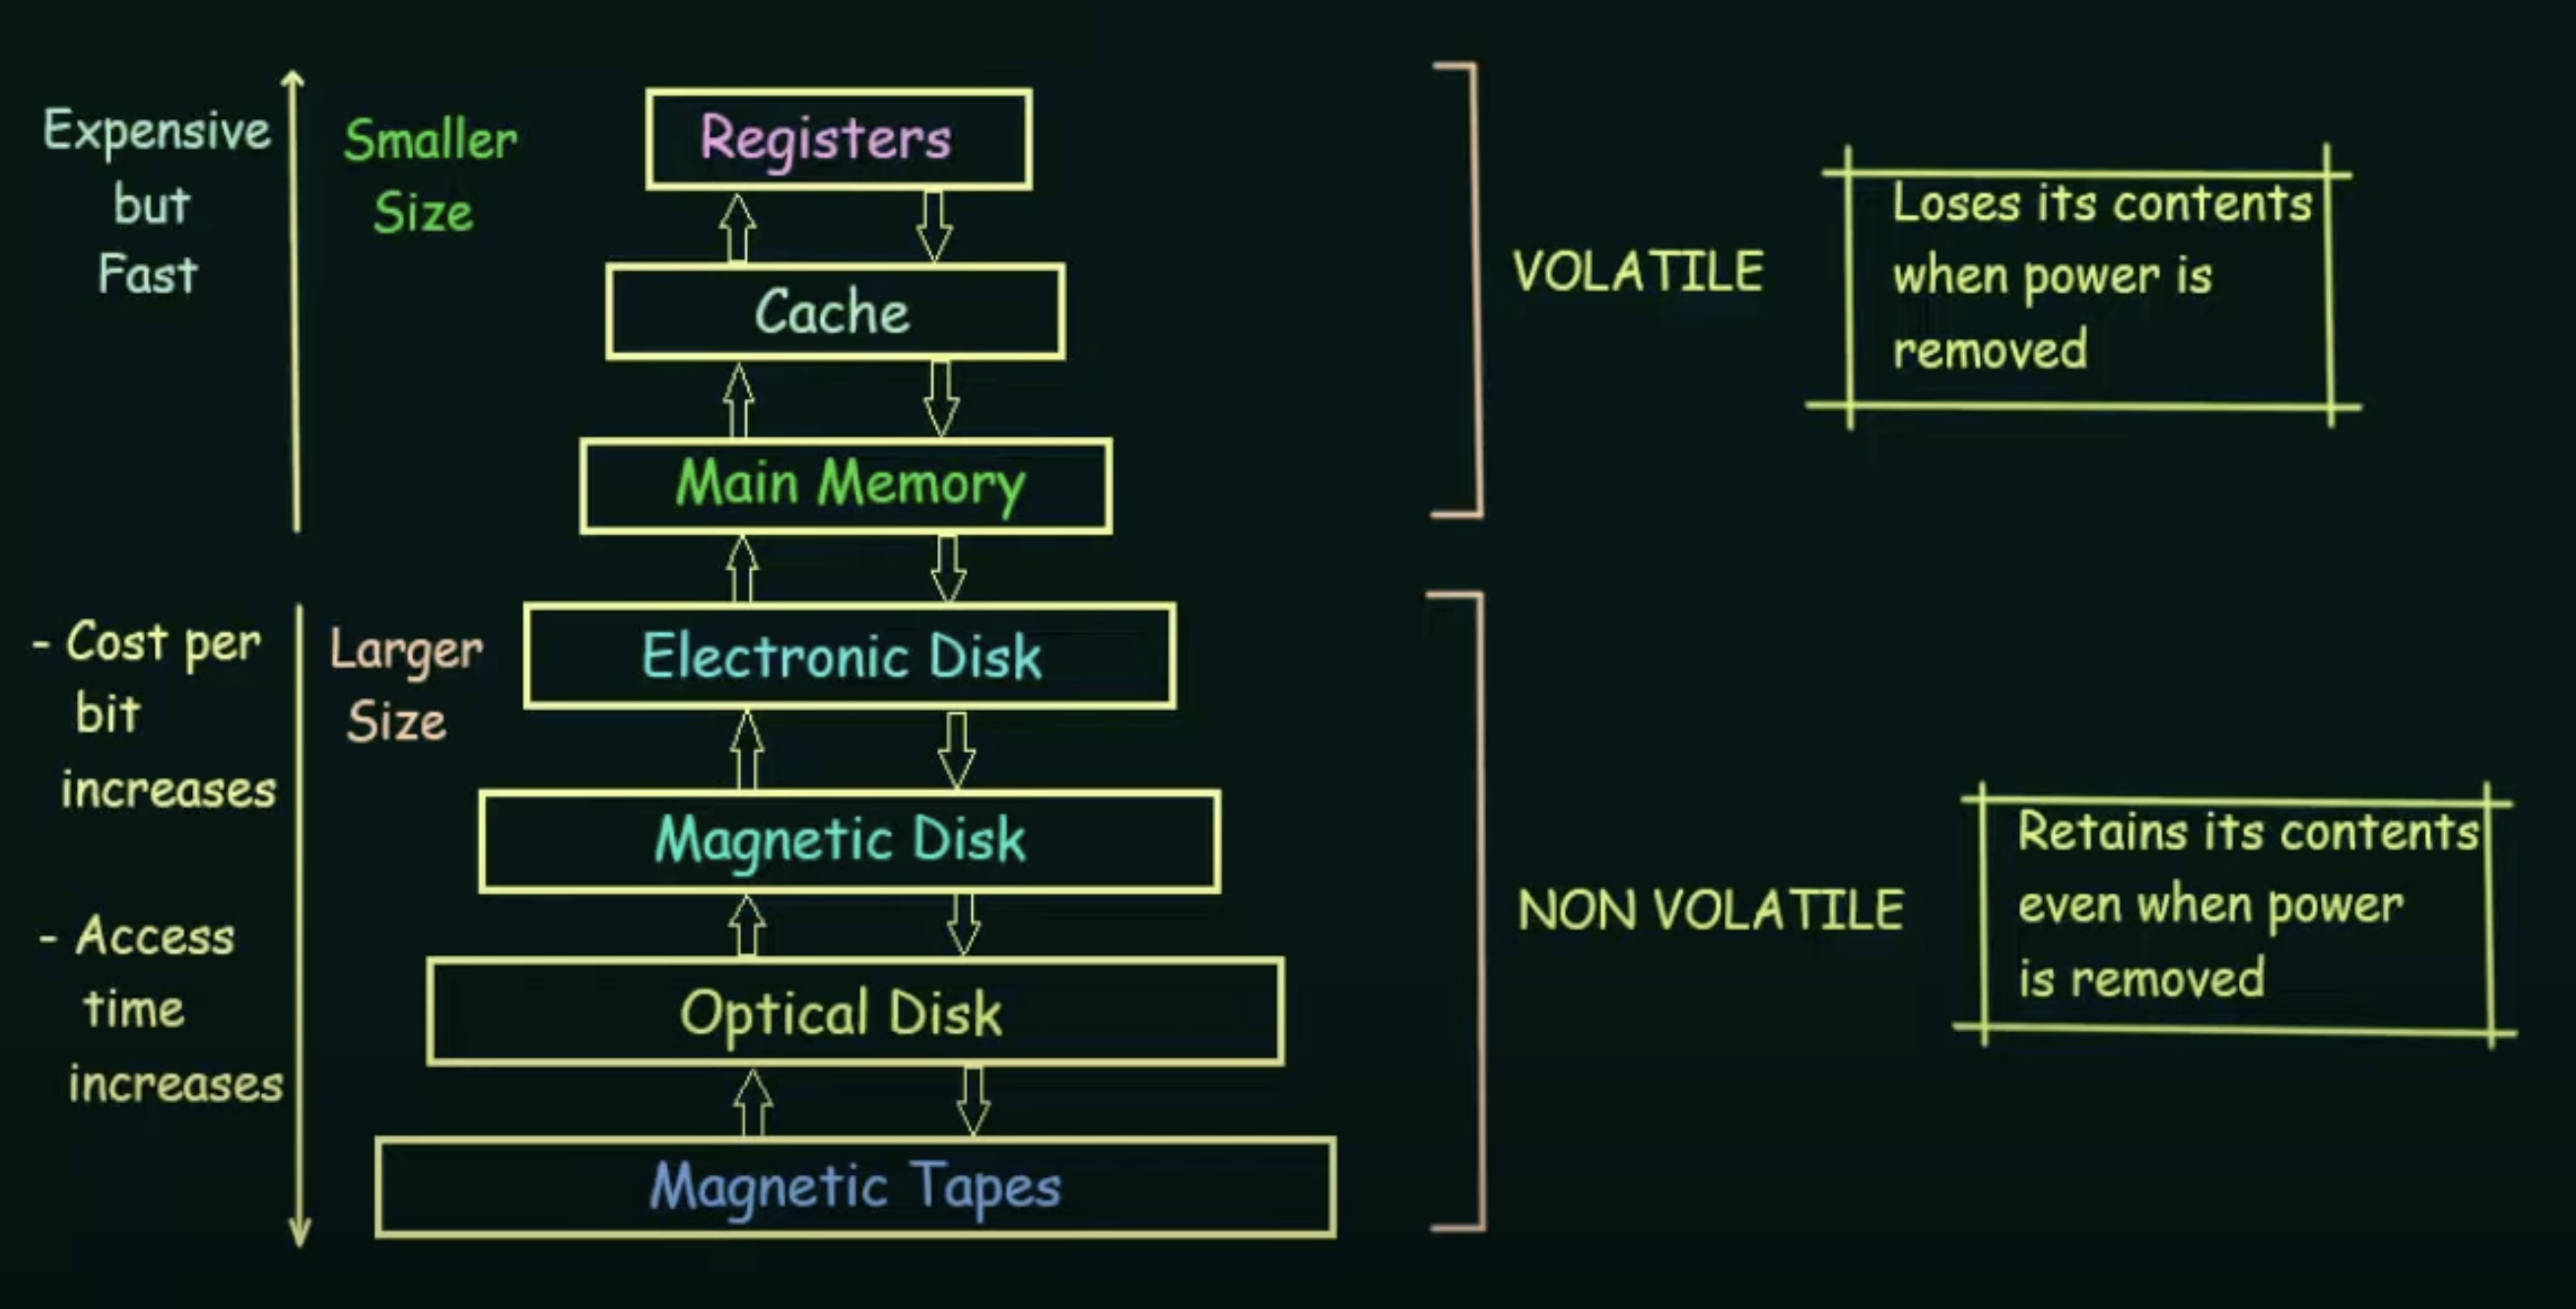 Expensive
but
Fast
Smaller
Size
Registers
Cache
Main Memory
- Cost per
bit
increases
- Access
time
increases
Larger
Size
Electronic Disk
Magnetic Disk
Optical Disk
Magnetic Tapes
VOLATILE
Loses its contents
when power is
removed
NON VOLATILE
Retains its contents
even when power
is removed